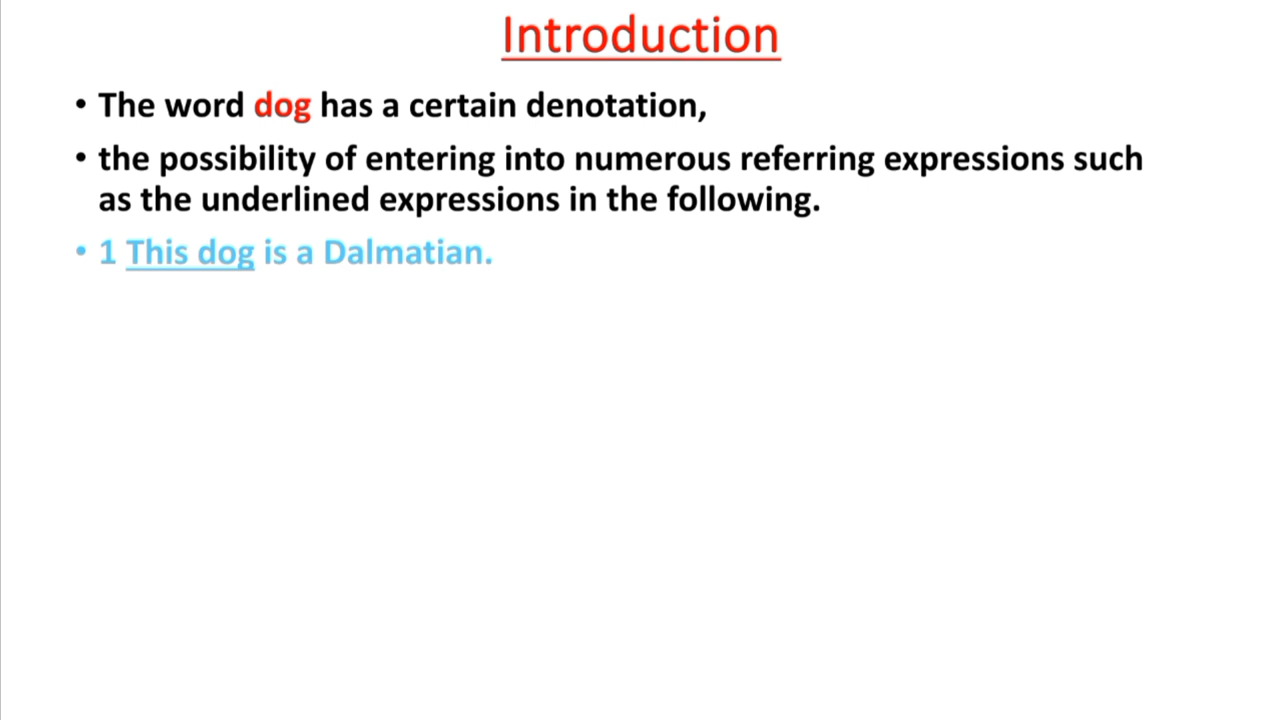 Introduction
• The word dog has a certain denotation,
• the possibility of entering into numerous referring expressions such
as the underlined expressions in the following.
• 1 This dog is a Dalmatian.